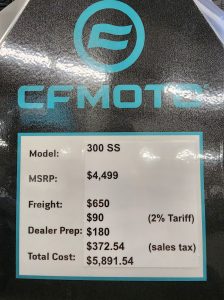 CFMOTO
Model: 300 SS
MSRP: $4,499
Freight: $650
$90 (2% Tariff)
Dealer Prep: $180
$372.54 (sales tax)
Total Cost: $5,891.54